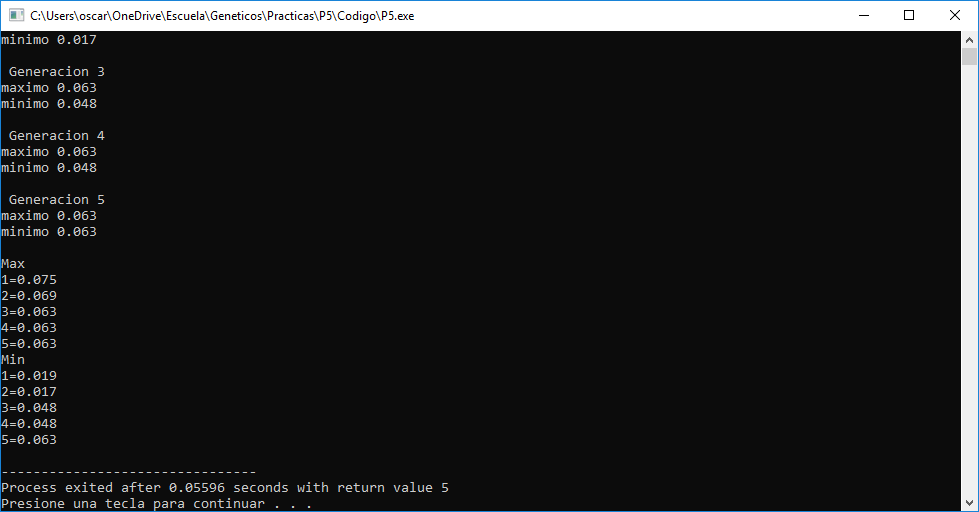 C:\Users\oscar\OneDrive\Escuela\Geneticos\Practicas\P5\Codigo\P5.exe
minimo 0.017
Generacion 3
maximo 0.063
minimo 0.048
Generacion 4
maximo 0.063
minimo 0.048
Generacion 5
maximo 0.063
minimo 0.063
Max
1=0.075
2=0.069
3=0.063
4=0.063
5=0.063
Min
1=0.019
2=0.017
3=0.048
4=0.048
5=0.063
--------------------------------
Process exited after 0.05596 seconds with return value 5
Presione una tecla para continuar . . .